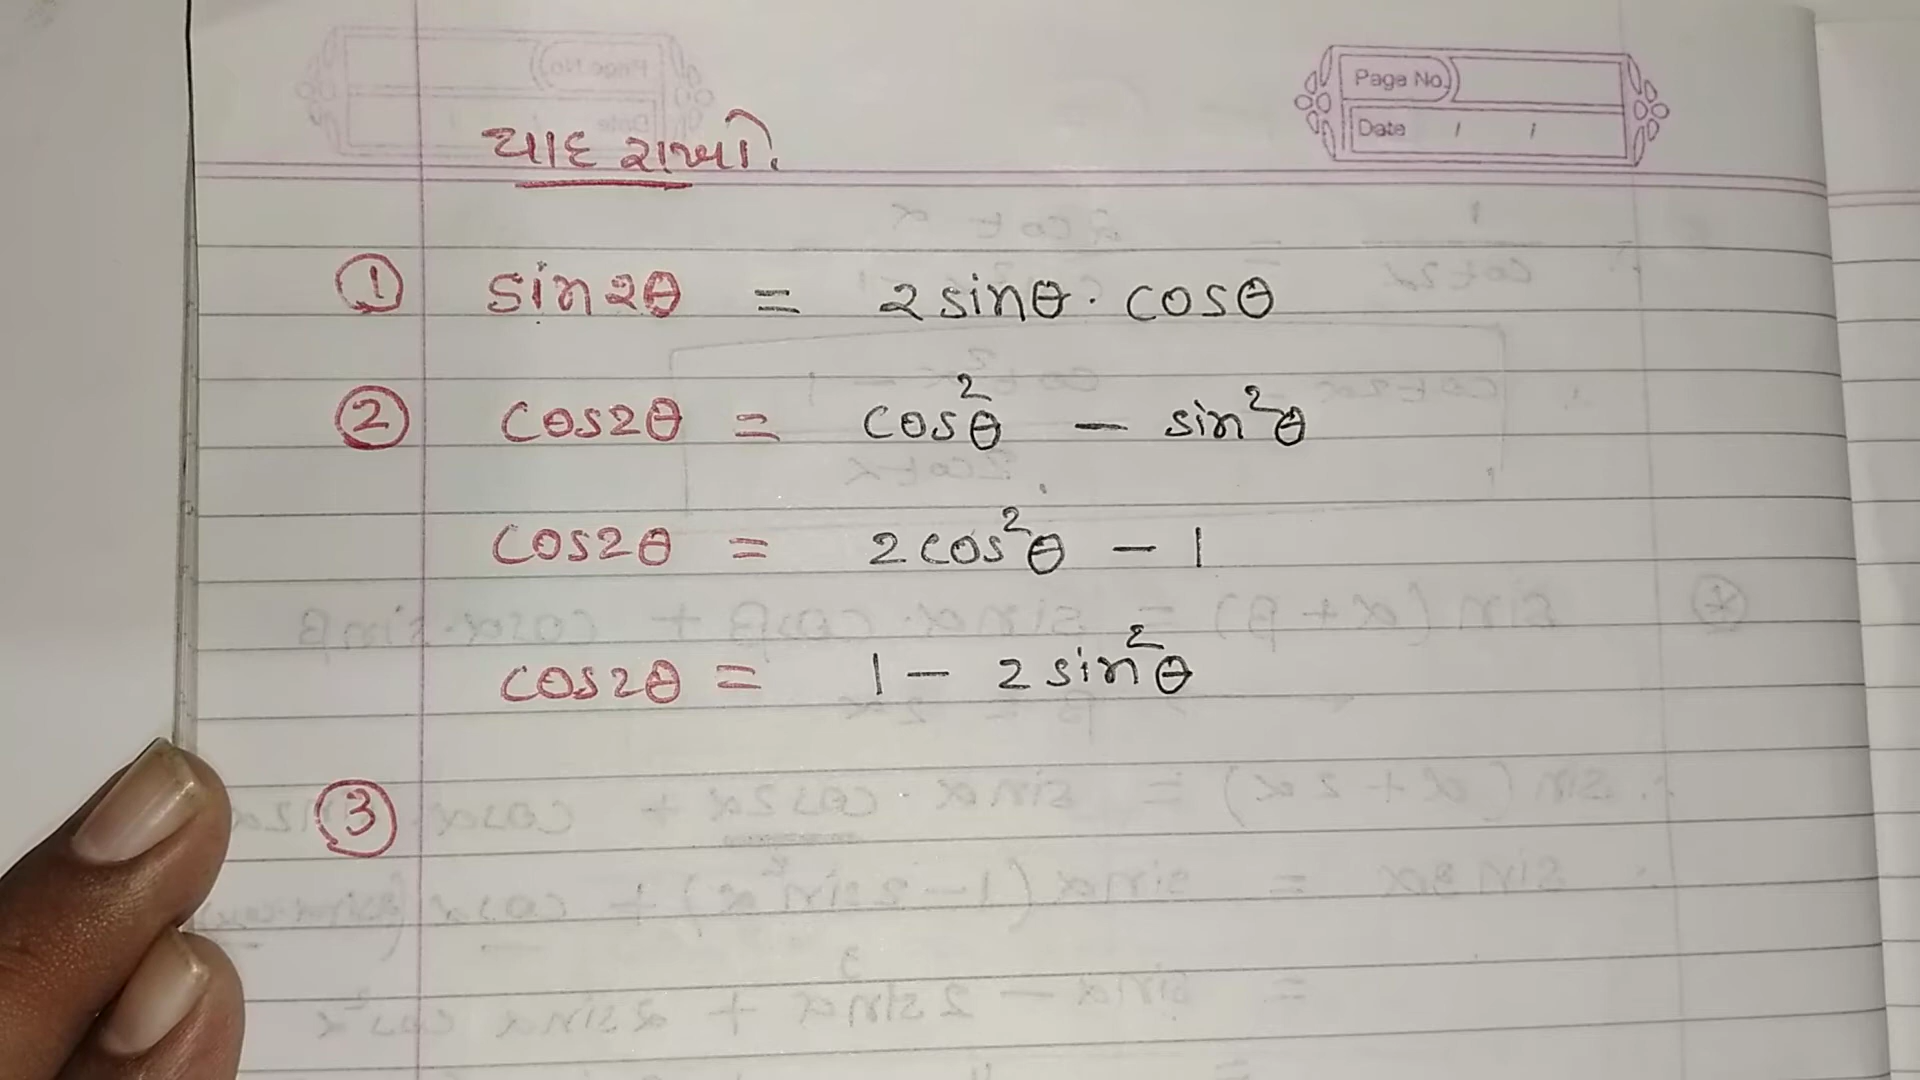 Page No.
Date / /
યાદ રાખો.
① sin2θ = 2sinθ · cosθ
② cos2θ = cos²θ − sin²θ
cos2θ = 2cos²θ − 1
cos2θ = 1 − 2sin²θ
③